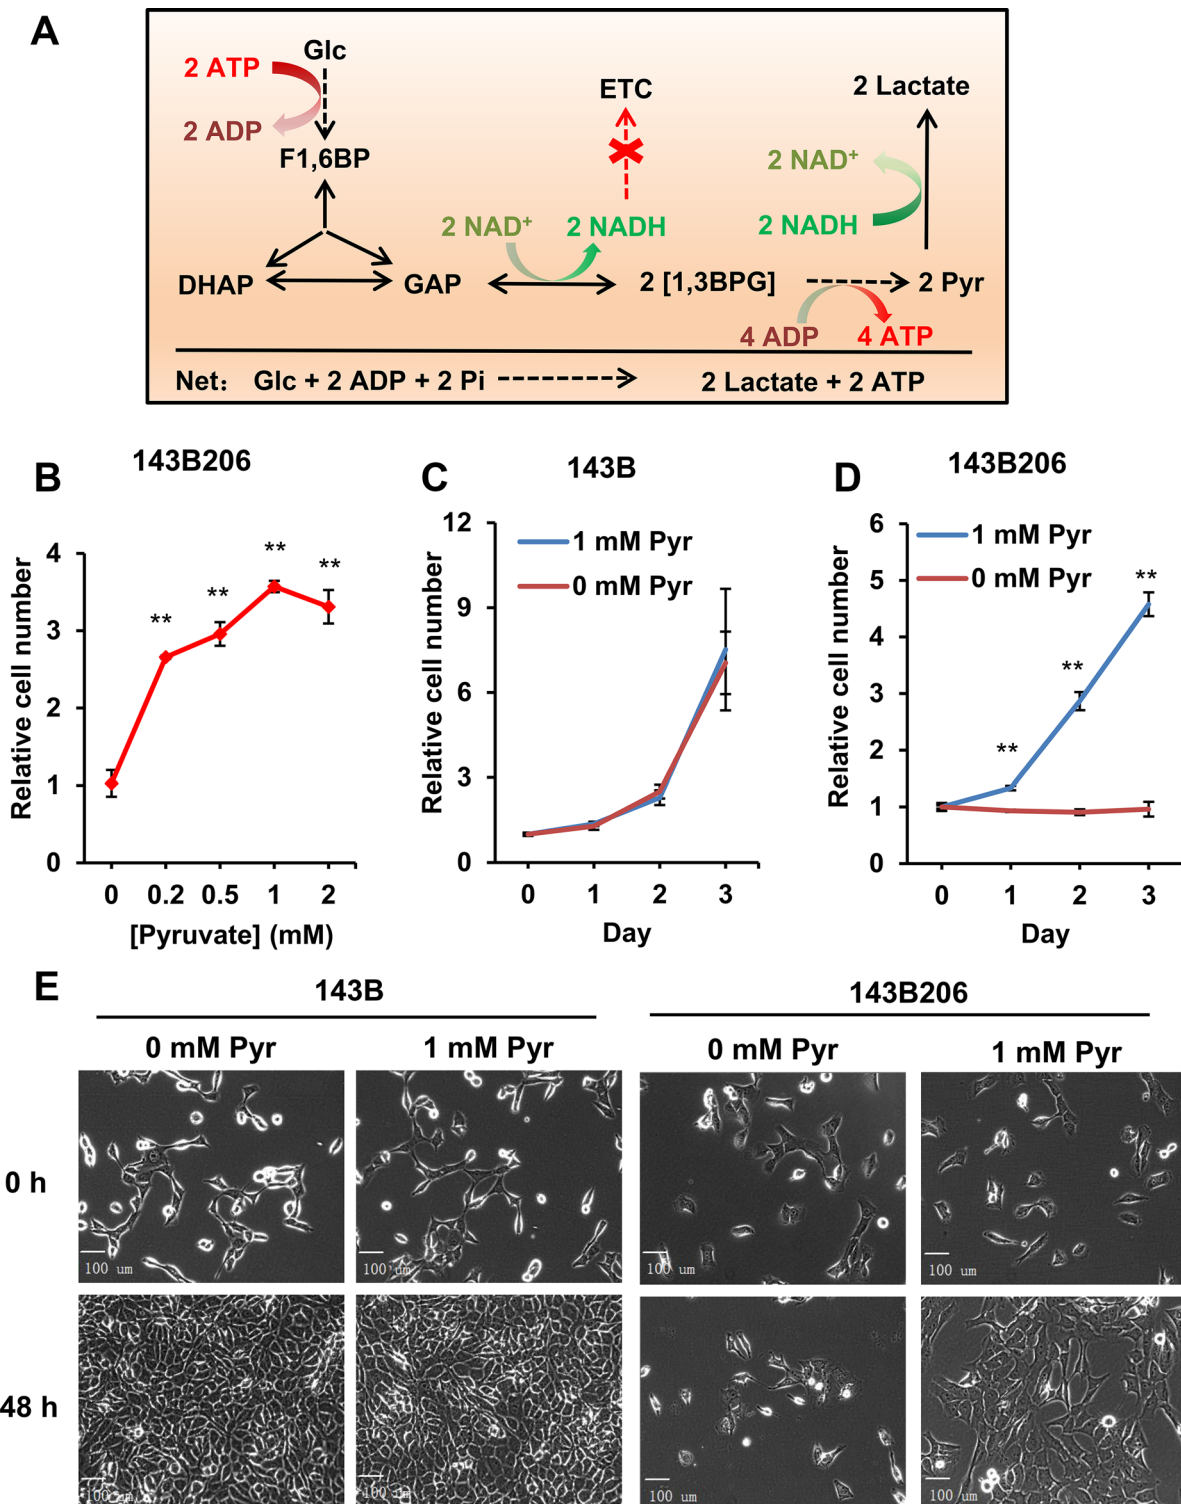 A
Glc
2 ATP
ETC
2 Lactate
2 ADP
F1,6BP
2 NAD⁺
2 NAD⁺
2 NADH
2 NADH
DHAP
GAP
2 [1,3BPG]
2 Pyr
4 ADP
4 ATP
Net: Glc + 2 ADP + 2 Pi
2 Lactate + 2 ATP
B
143B206
Relative cell number
4
**
**
**
**
3
2
1
0
0 0.2 0.5 1 2
[Pyruvate] (mM)
C
143B
Relative cell number
12
1 mM Pyr
0 mM Pyr
9
6
3
0
0 1 2 3
Day
D
143B206
Relative cell number
6
1 mM Pyr
0 mM Pyr
5
**
4
**
3
**
2
1
0
0 1 2 3
Day
E
143B
143B206
0 mM Pyr
1 mM Pyr
0 mM Pyr
1 mM Pyr
0 h
100 um
100 um
100 um
100 um
48 h
100 um
100 um
100 um
100 um